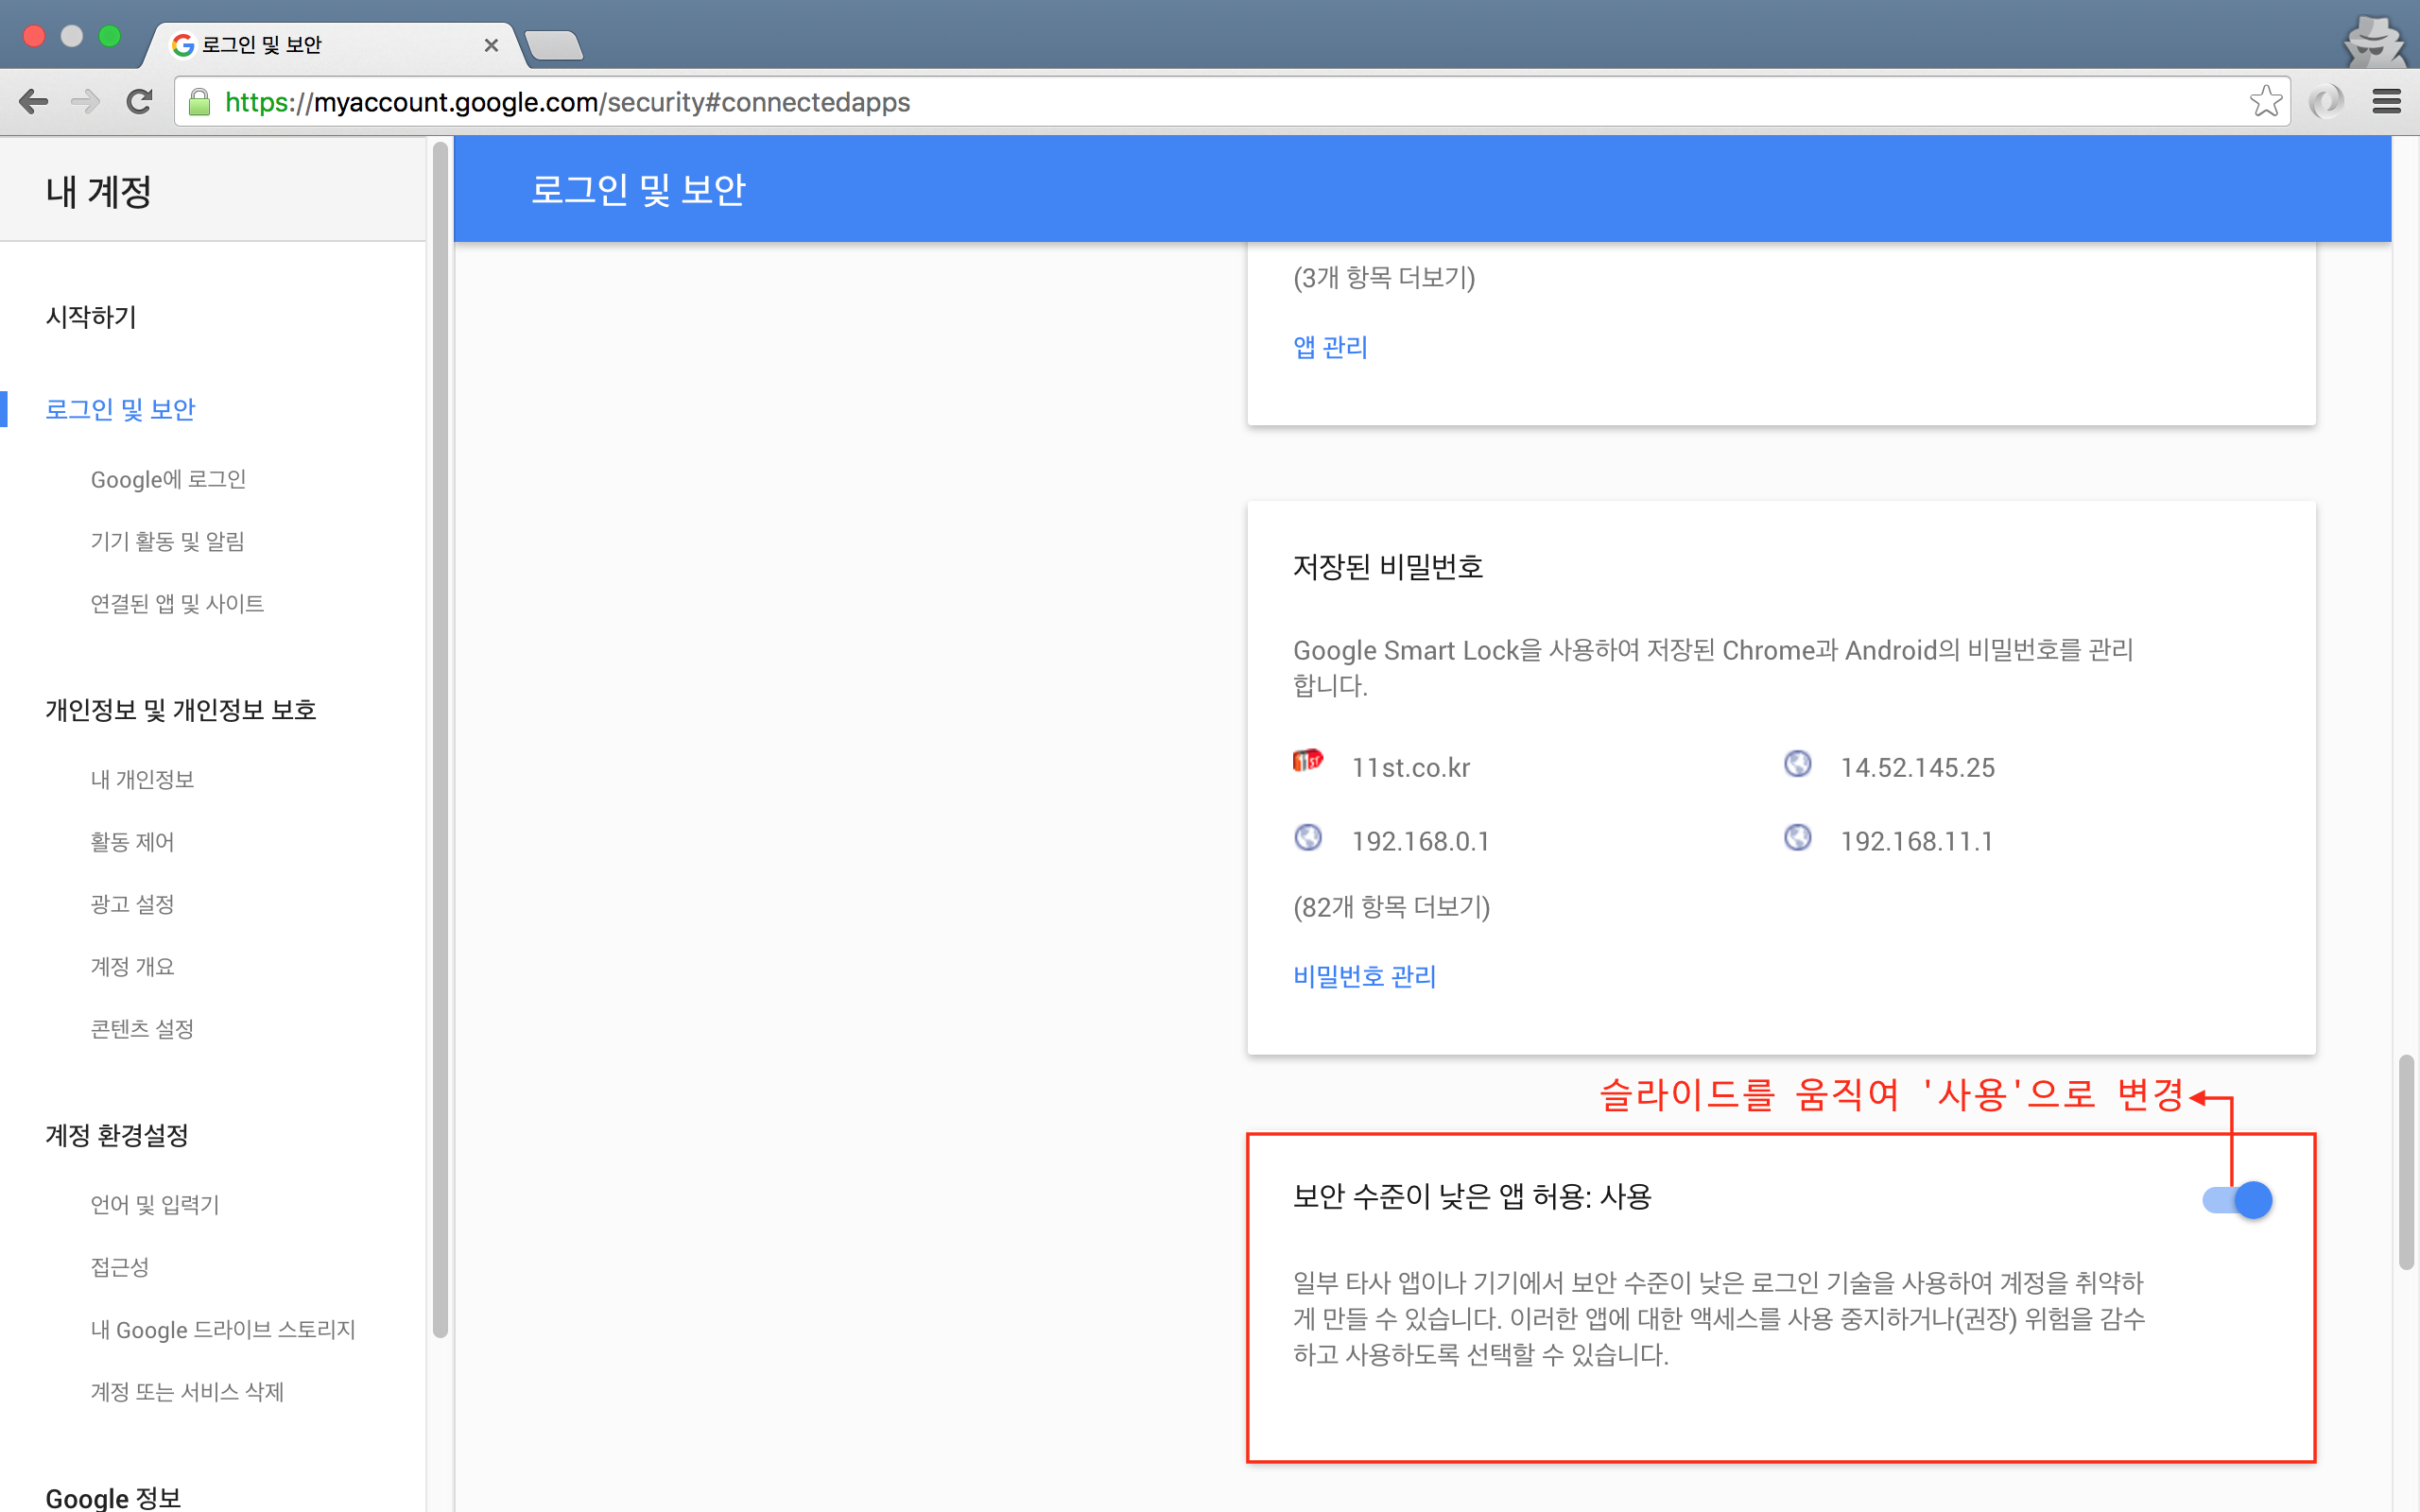 로그인 및 보안
https://myaccount.google.com/security#connectedapps
내 계정
시작하기
로그인 및 보안
Google에 로그인
기기 활동 및 알림
연결된 앱 및 사이트
개인정보 및 개인정보 보호
내 개인정보
활동 제어
광고 설정
계정 개요
콘텐츠 설정
계정 환경설정
언어 및 입력기
접근성
내 Google 드라이브 스토리지
계정 또는 서비스 삭제
Google 정보
로그인 및 보안
(3개 항목 더보기)
앱 관리
저장된 비밀번호
Google Smart Lock을 사용하여 저장된 Chrome과 Android의 비밀번호를 관리
합니다.
11st.co.kr
14.52.145.25
192.168.0.1
192.168.11.1
(82개 항목 더보기)
비밀번호 관리
슬라이드를 움직여 '사용'으로 변경
보안 수준이 낮은 앱 허용: 사용
일부 타사 앱이나 기기에서 보안 수준이 낮은 로그인 기술을 사용하여 계정을 취약하
게 만들 수 있습니다. 이러한 앱에 대한 액세스를 사용 중지하거나(권장) 위험을 감수
하고 사용하도록 선택할 수 있습니다.